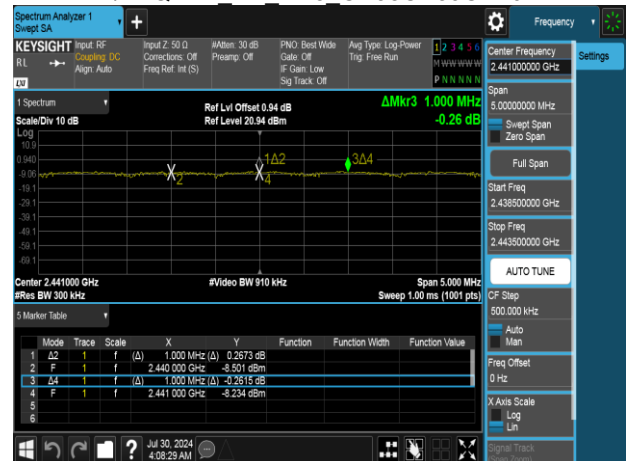 Spectrum Analyzer 1
Swept SA
+
Frequency
KEYSIGHT
RL
Input: RF
Coupling: DC
Align: Auto
Input Z: 50 Ω
Corrections: Off
Freq Ref: Int (S)
#Atten: 30 dB
Preamp: Off
PNO: Best Wide
Gate: Off
IF Gain: Low
Sig Track: Off
Avg Type: Log-Power
Trig: Free Run
1 2 3 4 5 6
M W W W W W
P N N N N N
LXI
1 Spectrum
Scale/Div 10 dB
Ref Lvl Offset 0.94 dB
Ref Level 20.94 dBm
ΔMkr3 1.000 MHz
-0.26 dB
Log
10.9
0.940
-9.06
-19.1
-29.1
-39.1
-49.1
-59.1
-69.1
2
1Δ2
4
3Δ4
Center 2.441000 GHz
#Video BW 910 kHz
Span 5.000 MHz
#Res BW 300 kHz
Sweep 1.00 ms (1001 pts)
5 Marker Table
Mode Trace Scale X Y Function Function Width Function Value
1 Δ2 1 f (Δ) 1.000 MHz (Δ) 0.2673 dB
2 F 1 f 2.440 000 GHz -8.501 dBm
3 Δ4 1 f (Δ) 1.000 MHz (Δ) -0.2615 dB
4 F 1 f 2.441 000 GHz -8.234 dBm
5
6
?
Jul 30, 2024
4:08:29 AM
Center Frequency
2.441000000 GHz
Settings
Span
5.00000000 MHz
Swept Span
Zero Span
Full Span
Start Freq
2.438500000 GHz
Stop Freq
2.443500000 GHz
AUTO TUNE
CF Step
500.000 kHz
Auto
Man
Freq Offset
0 Hz
X Axis Scale
Log
Lin
Signal Track
(Span Zoom)